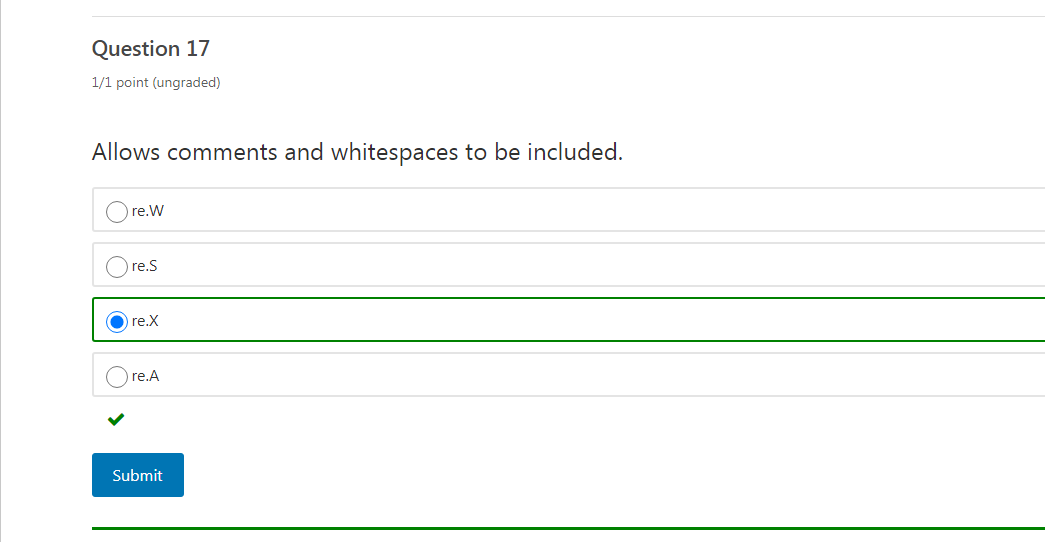 Question 17
1/1 point (ungraded)
Allows comments and whitespaces to be included.
re.W
re.S
re.X
re.A
Submit